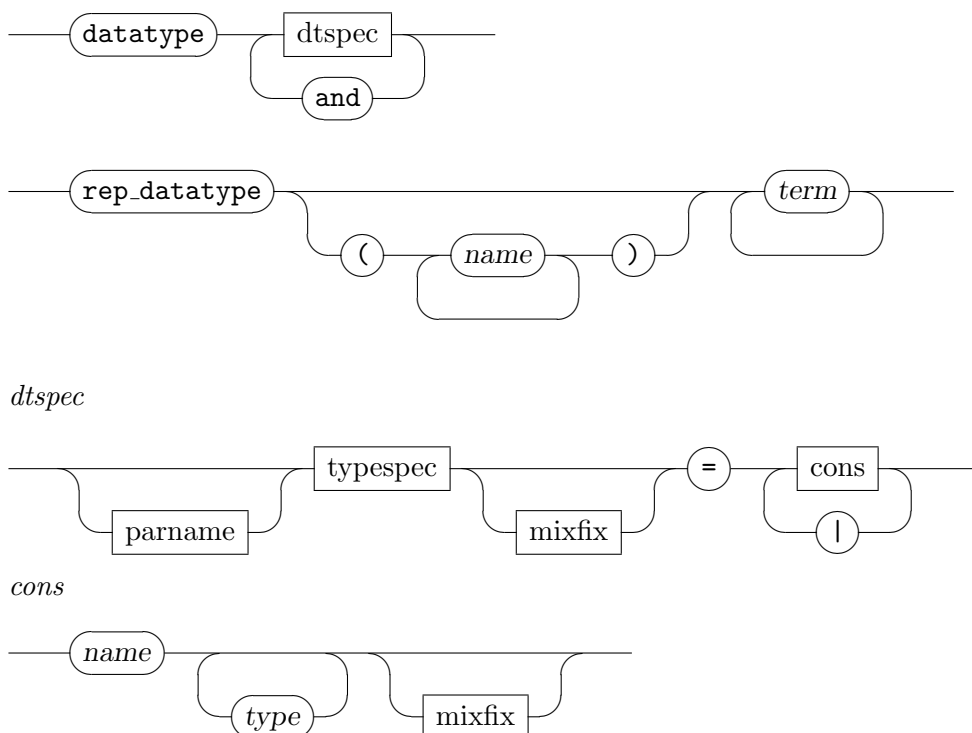 datatype dtspec
and
rep_datatype term
( name )
dtspec
typespec = cons
parname mixfix |
cons
name
type mixfix